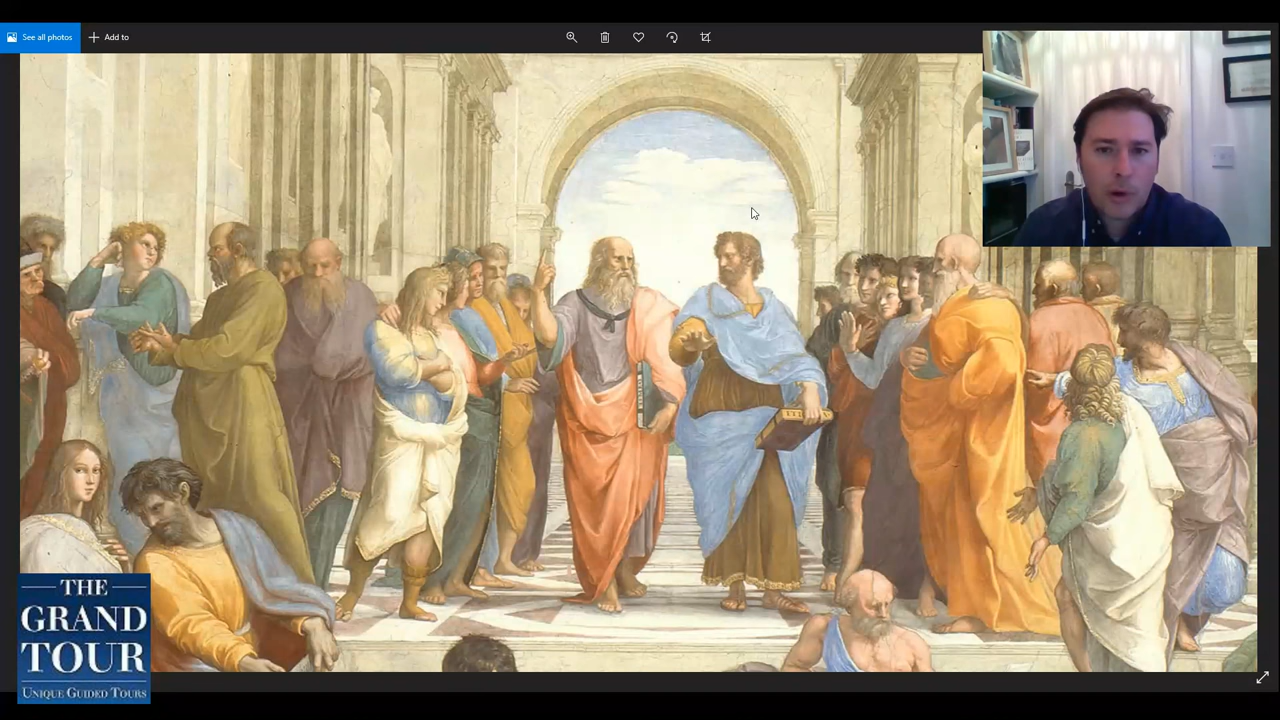 See all photos
Add to
THE
GRAND
TOUR
UNIQUE GUIDED TOURS